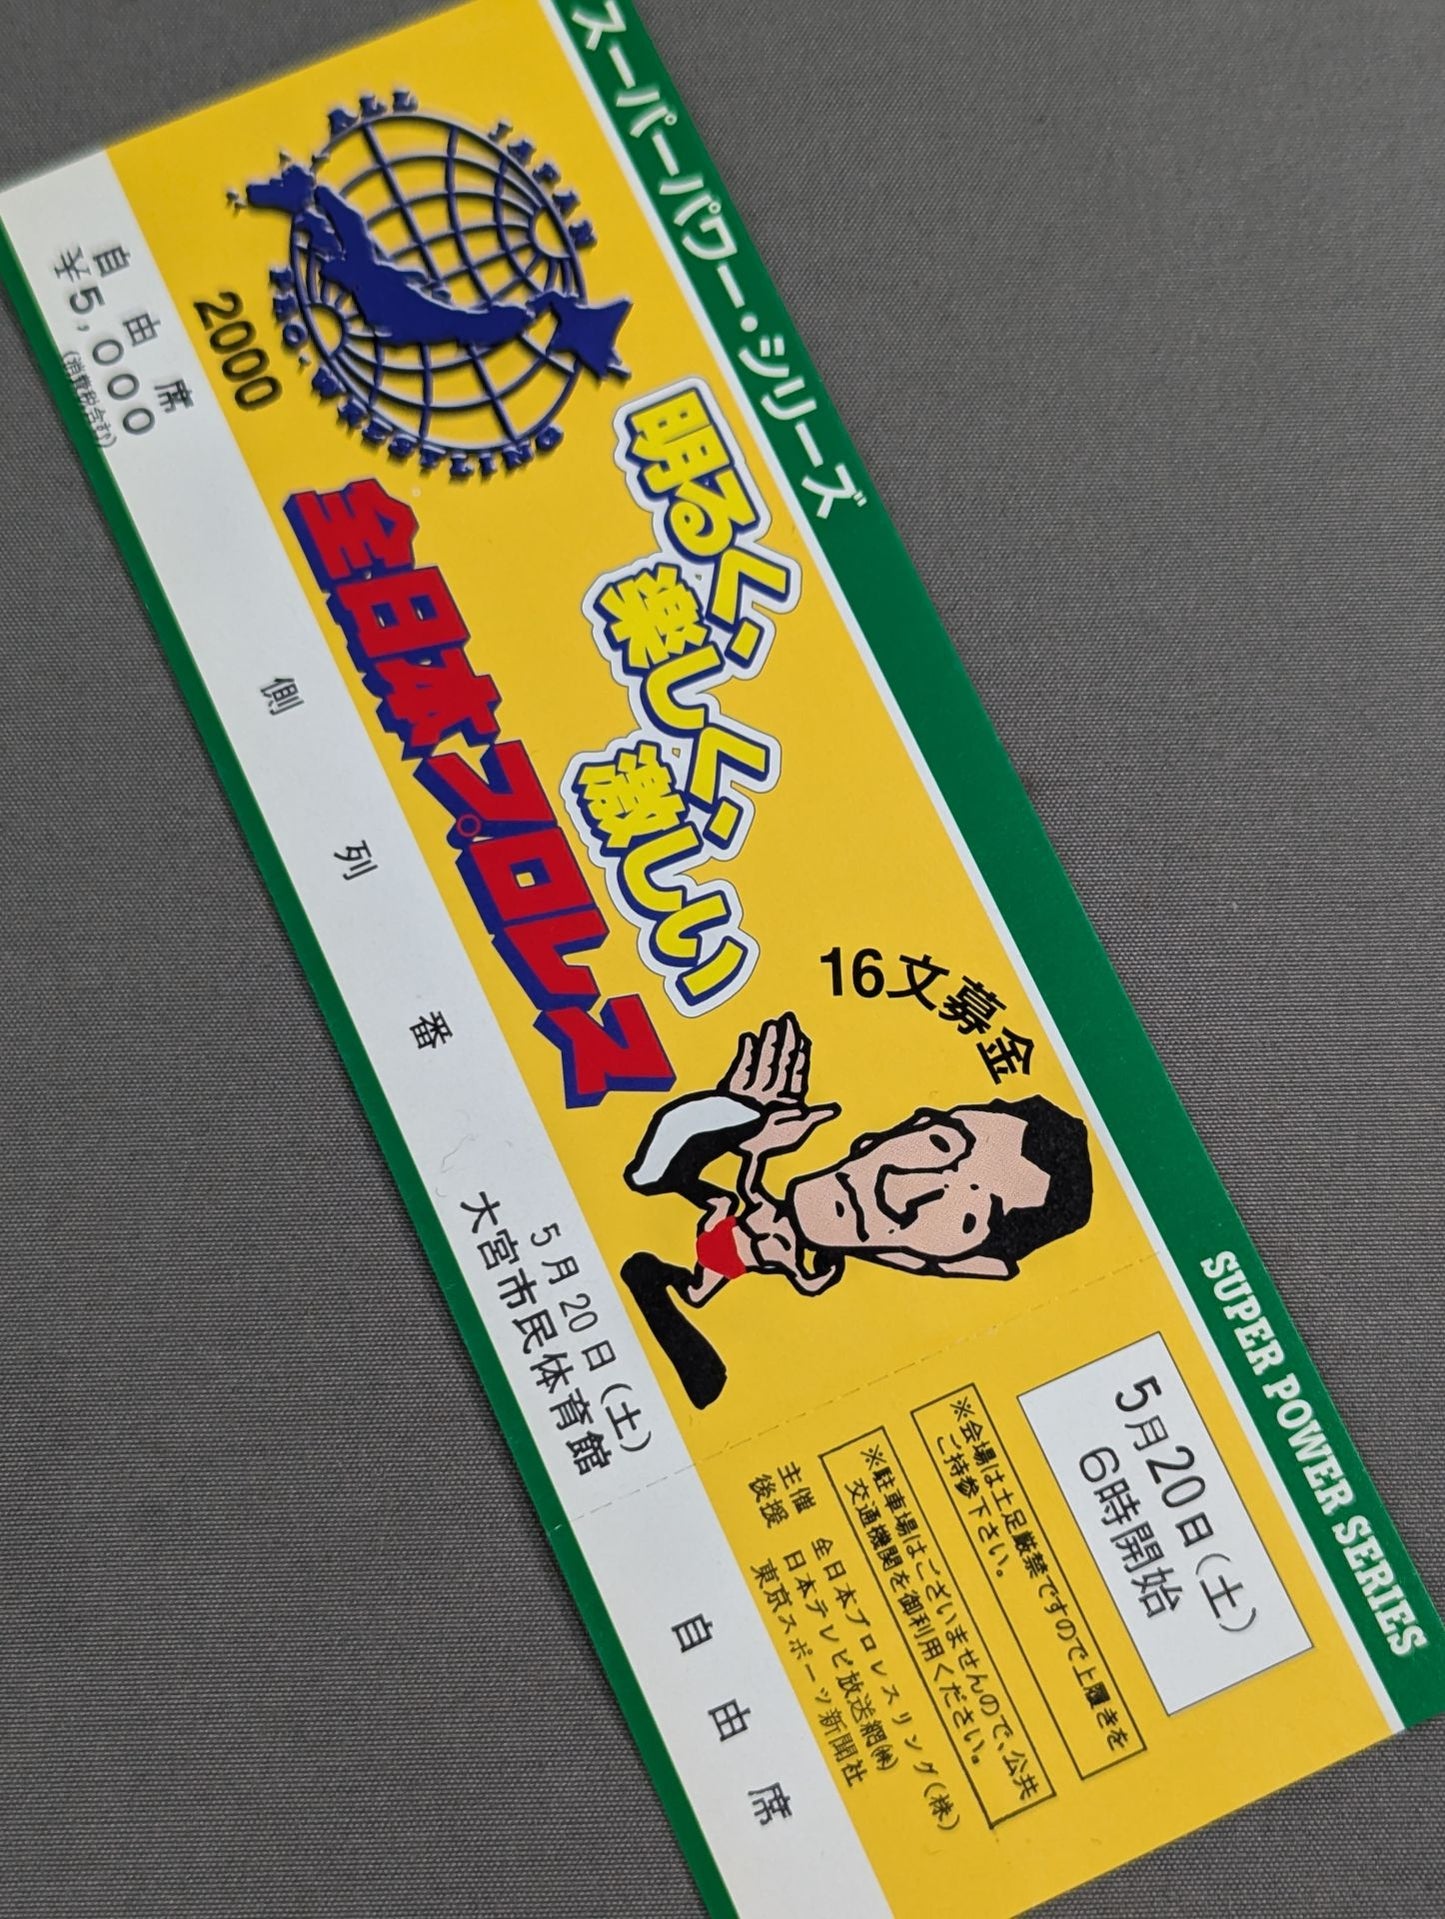 スーパーパワー・シリーズ
SUPER POWER SERIES
ALL JAPAN
PRO-WRESTLING
2000
明るく、
楽しく、
激しい
全日本プロレス
16文募金
自由席
¥5,000
(消費税含む)
側
列
番
5月20日(土)
大宮市民体育館
5月20日(土)
6時開始
※会場は土足厳禁ですので上履きを
ご持参下さい。
※駐車場はございませんので、公共
交通機関を御利用ください。
主催 全日本プロレスリング(株)
後援 日本テレビ放送網㈱
東京スポーツ新聞社
自由席